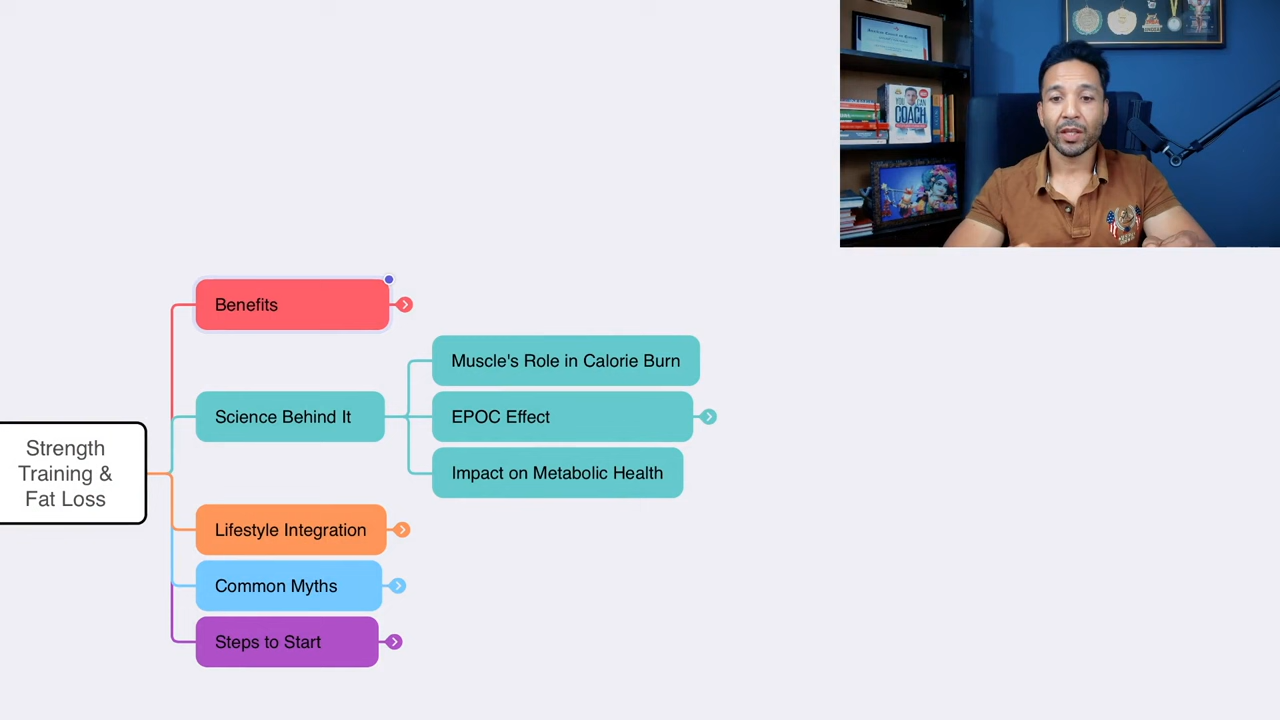 YOU CAN
COACH
Benefits
Muscle's Role in Calorie Burn
Science Behind It
EPOC Effect
Impact on Metabolic Health
Strength
Training &
Fat Loss
Lifestyle Integration
Common Myths
Steps to Start